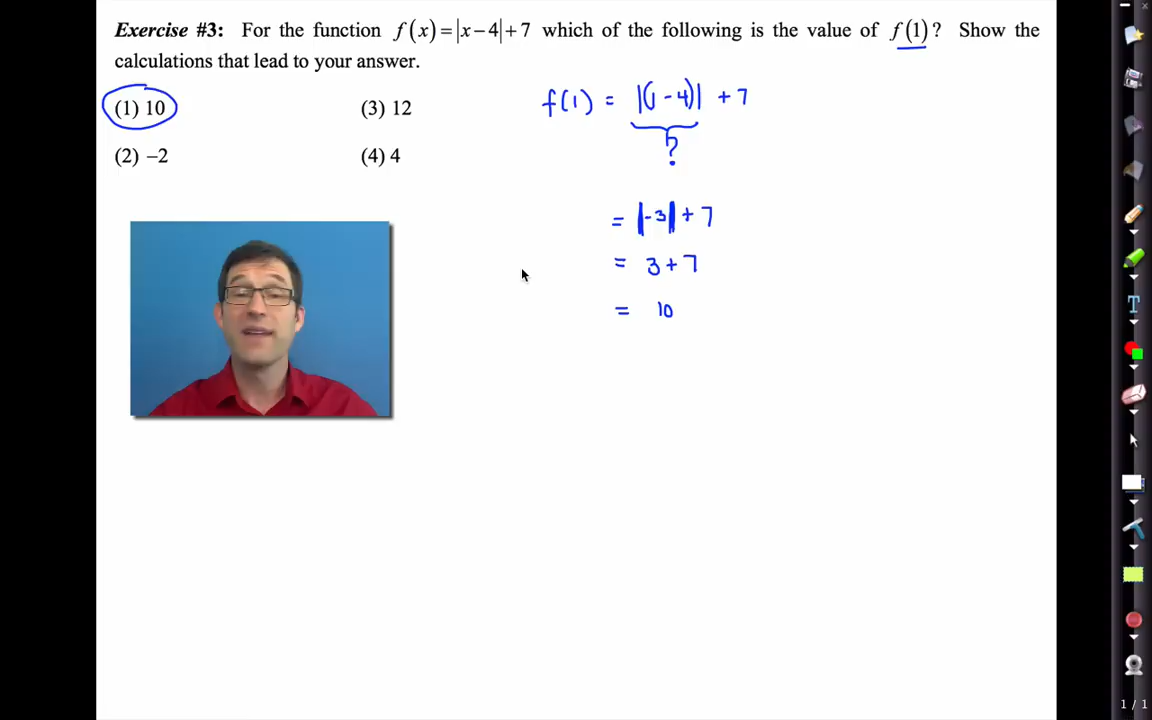 Exercise #3: For the function f(x)=|x−4|+7 which of the following is the value of f(1)? Show the
calculations that lead to your answer.
(1) 10 (3) 12
(2) −2 (4) 4
f(1) = |(1-4)| + 7
?
= |-3| + 7
= 3+7
= 10
T
1 / 1